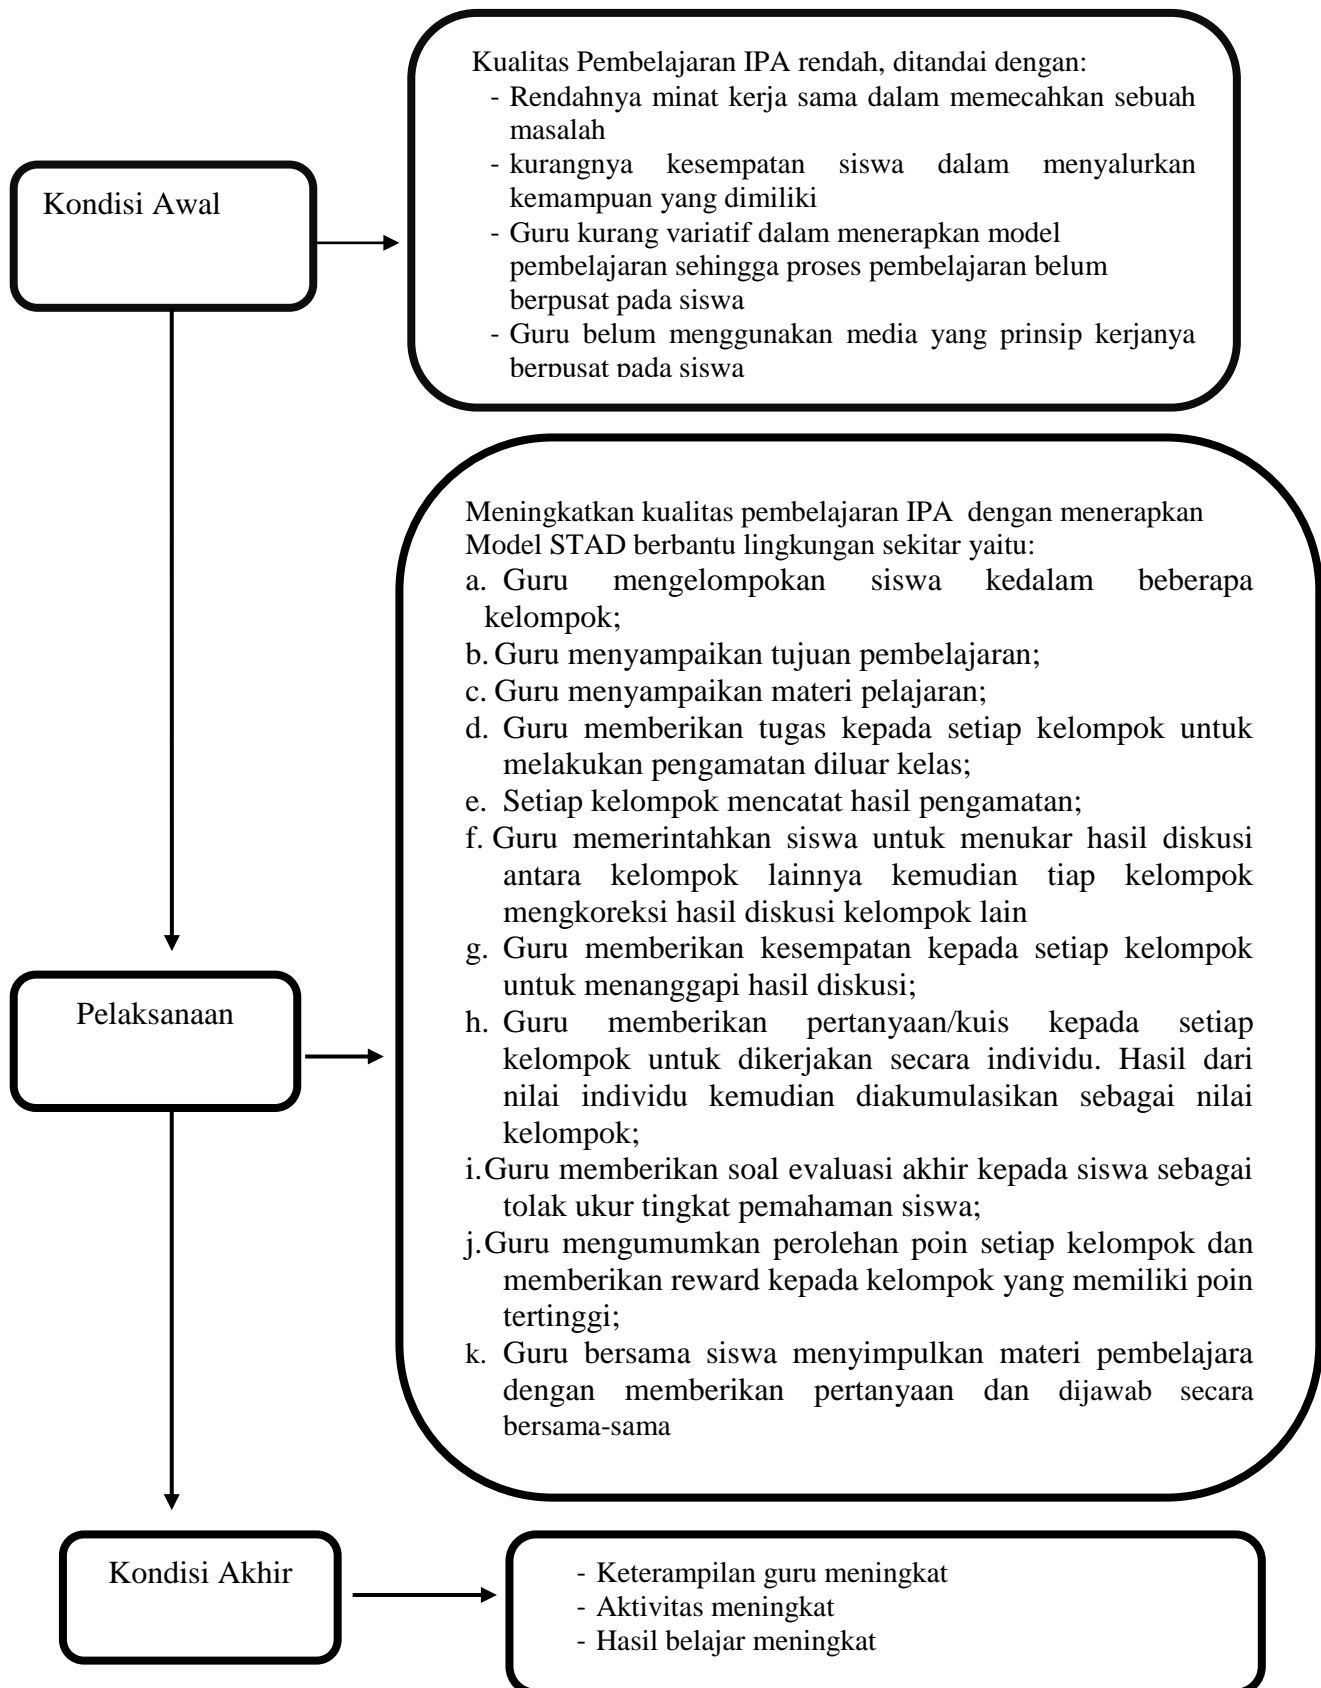 Kondisi Awal
Kualitas Pembelajaran IPA rendah, ditandai dengan:
- Rendahnya minat kerja sama dalam memecahkan sebuah
masalah
- kurangnya kesempatan siswa dalam menyalurkan
kemampuan yang dimiliki
- Guru kurang variatif dalam menerapkan model
pembelajaran sehingga proses pembelajaran belum
berpusat pada siswa
- Guru belum menggunakan media yang prinsip kerjanya
berpusat pada siswa
Pelaksanaan
Meningkatkan kualitas pembelajaran IPA dengan menerapkan
Model STAD berbantu lingkungan sekitar yaitu:
a. Guru mengelompokan siswa kedalam beberapa
kelompok;
b. Guru menyampaikan tujuan pembelajaran;
c. Guru menyampaikan materi pelajaran;
d. Guru memberikan tugas kepada setiap kelompok untuk
melakukan pengamatan diluar kelas;
e. Setiap kelompok mencatat hasil pengamatan;
f. Guru memerintahkan siswa untuk menukar hasil diskusi
antara kelompok lainnya kemudian tiap kelompok
mengkoreksi hasil diskusi kelompok lain
g. Guru memberikan kesempatan kepada setiap kelompok
untuk menanggapi hasil diskusi;
h. Guru memberikan pertanyaan/kuis kepada setiap
kelompok untuk dikerjakan secara individu. Hasil dari
nilai individu kemudian diakumulasikan sebagai nilai
kelompok;
i. Guru memberikan soal evaluasi akhir kepada siswa sebagai
tolak ukur tingkat pemahaman siswa;
j. Guru mengumumkan perolehan poin setiap kelompok dan
memberikan reward kepada kelompok yang memiliki poin
tertinggi;
k. Guru bersama siswa menyimpulkan materi pembelajara
dengan memberikan pertanyaan dan dijawab secara
bersama-sama
Kondisi Akhir
- Keterampilan guru meningkat
- Aktivitas meningkat
- Hasil belajar meningkat